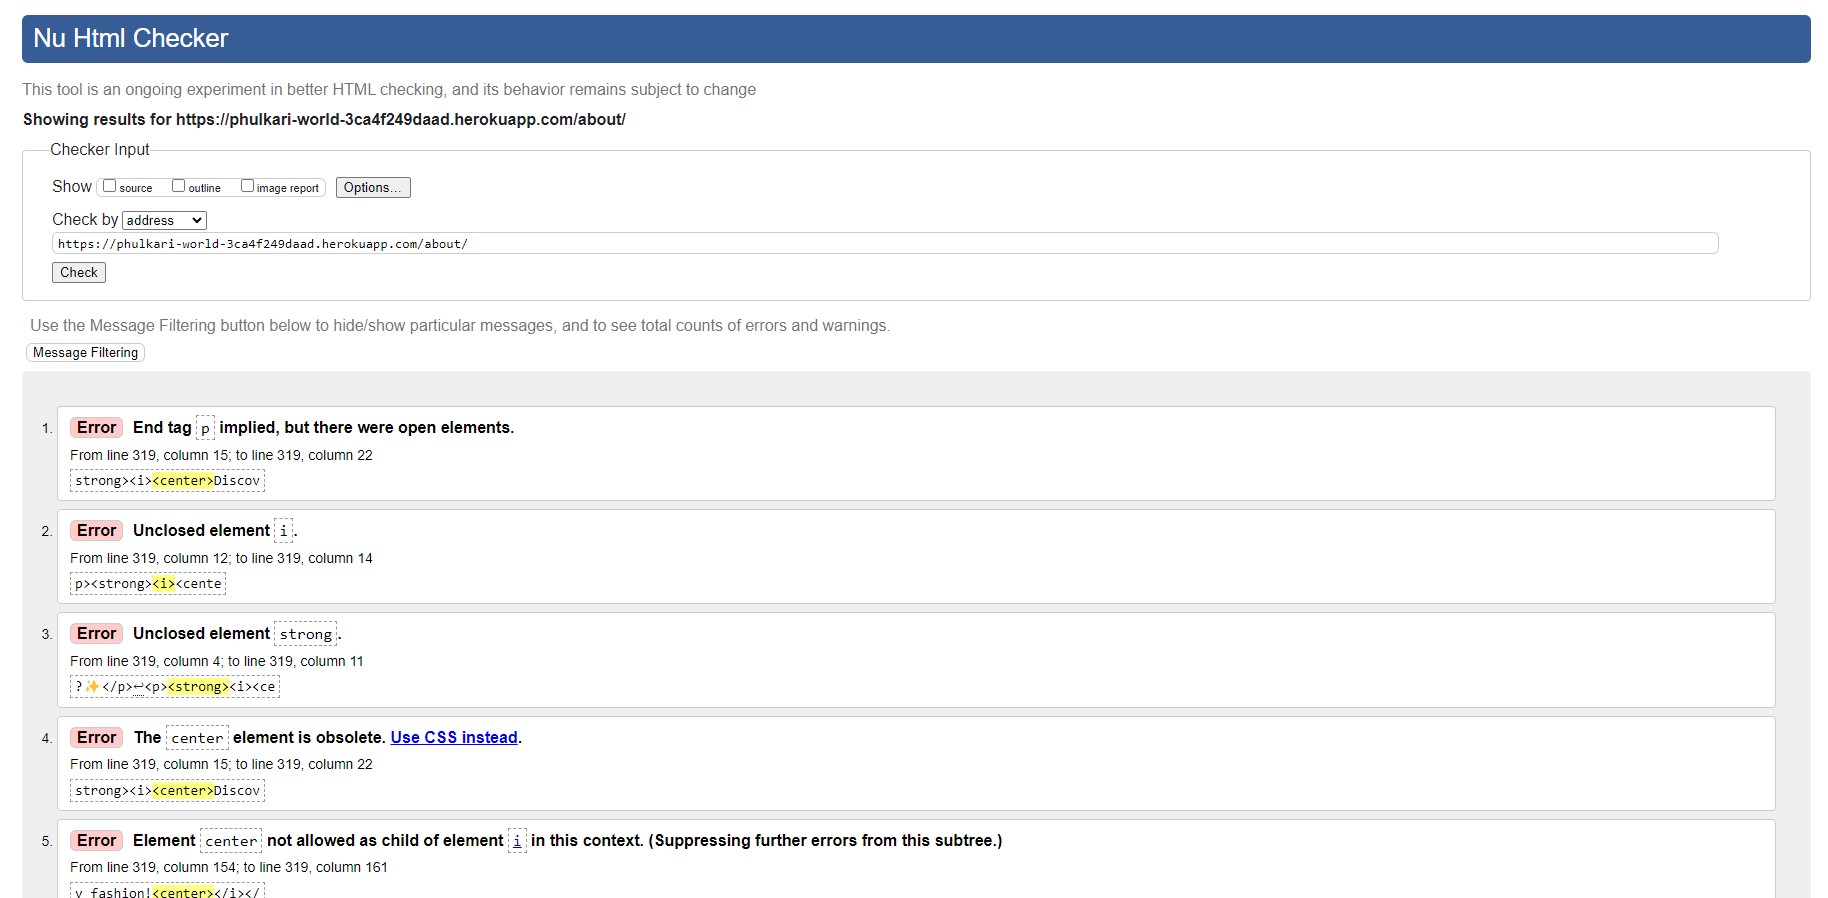 Nu Html Checker
This tool is an ongoing experiment in better HTML checking, and its behavior remains subject to change
Showing results for https://phulkari-world-3ca4f249daad.herokuapp.com/about/
Checker Input
Show source outline image report Options...
Check by address
https://phulkari-world-3ca4f249daad.herokuapp.com/about/
Check
Use the Message Filtering button below to hide/show particular messages, and to see total counts of errors and warnings.
Message Filtering
1. Error End tag p implied, but there were open elements.
From line 319, column 15; to line 319, column 22
strong><i><center>Discov
2. Error Unclosed element i.
From line 319, column 12; to line 319, column 14
p><strong><i><cente
3. Error Unclosed element strong.
From line 319, column 4; to line 319, column 11
?✨</p>↩<p><strong><i><ce
4. Error The center element is obsolete. Use CSS instead.
From line 319, column 15; to line 319, column 22
strong><i><center>Discov
5. Error Element center not allowed as child of element i in this context. (Suppressing further errors from this subtree.)
From line 319, column 154; to line 319, column 161
y fashion!<center></i></